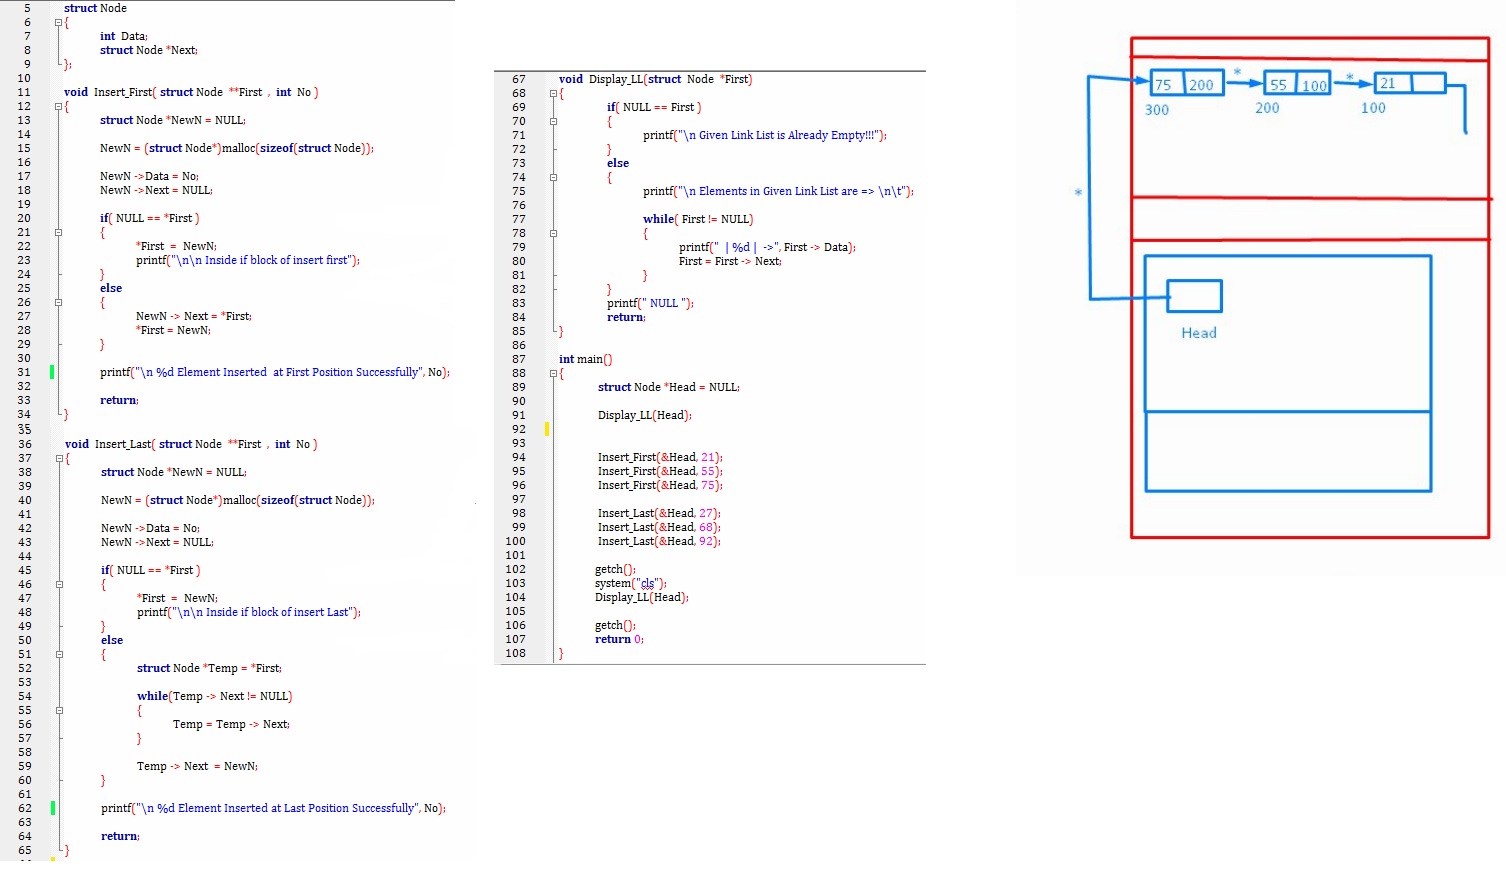 5 struct Node
6 {
7 int Data;
8 struct Node *Next;
9 };
10
11 void Insert_First( struct Node **First , int No )
12 {
13 struct Node *NewN = NULL;
14
15 NewN = (struct Node*)malloc(sizeof(struct Node));
16
17 NewN ->Data = No;
18 NewN ->Next = NULL;
19
20 if( NULL == *First )
21 {
22 *First = NewN;
23 printf("\n\n Inside if block of insert first");
24 }
25 else
26 {
27 NewN -> Next = *First;
28 *First = NewN;
29 }
30
31 printf("\n %d Element Inserted at First Position Successfully", No);
32
33 return;
34 }
35
36 void Insert_Last( struct Node **First , int No )
37 {
38 struct Node *NewN = NULL;
39
40 NewN = (struct Node*)malloc(sizeof(struct Node));
41
42 NewN ->Data = No;
43 NewN ->Next = NULL;
44
45 if( NULL == *First )
46 {
47 *First = NewN;
48 printf("\n\n Inside if block of insert Last");
49 }
50 else
51 {
52 struct Node *Temp = *First;
53
54 while(Temp -> Next != NULL)
55 {
56 Temp = Temp -> Next;
57 }
58
59 Temp -> Next = NewN;
60 }
61
62 printf("\n %d Element Inserted at Last Position Successfully", No);
63
64 return;
65 }
67 void Display_LL(struct Node *First)
68 {
69 if( NULL == First )
70 {
71 printf("\n Given Link List is Already Empty!!!");
72 }
73 else
74 {
75 printf("\n Elements in Given Link List are => \n\t");
76
77 while( First != NULL)
78 {
79 printf(" | %d | ->", First -> Data);
80 First = First -> Next;
81 }
82 }
83 printf(" NULL ");
84 return;
85 }
86
87 int main()
88 {
89 struct Node *Head = NULL;
90
91 Display_LL(Head);
92
93
94 Insert_First(&Head, 21);
95 Insert_First(&Head, 55);
96 Insert_First(&Head, 75);
97
98 Insert_Last(&Head, 27);
99 Insert_Last(&Head, 68);
100 Insert_Last(&Head, 92);
101
102 getch();
103 system("cls");
104 Display_LL(Head);
105
106 getch();
107 return 0;
108 }
* *
75 200 55 100 21
300 200 100
*
Head